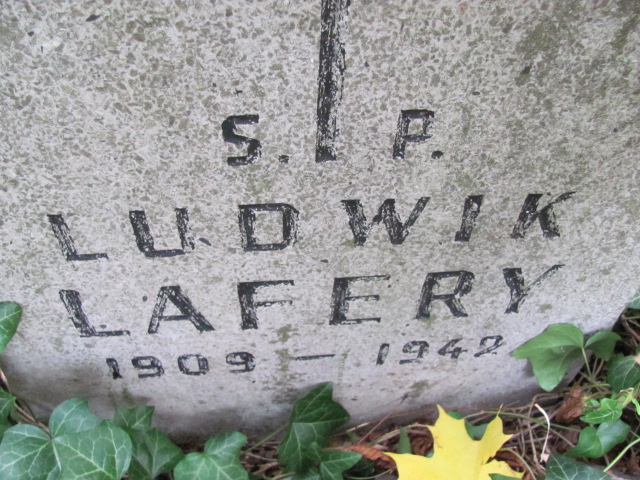 S. P.
LUDWIK
LAFERY
1909 – 1942